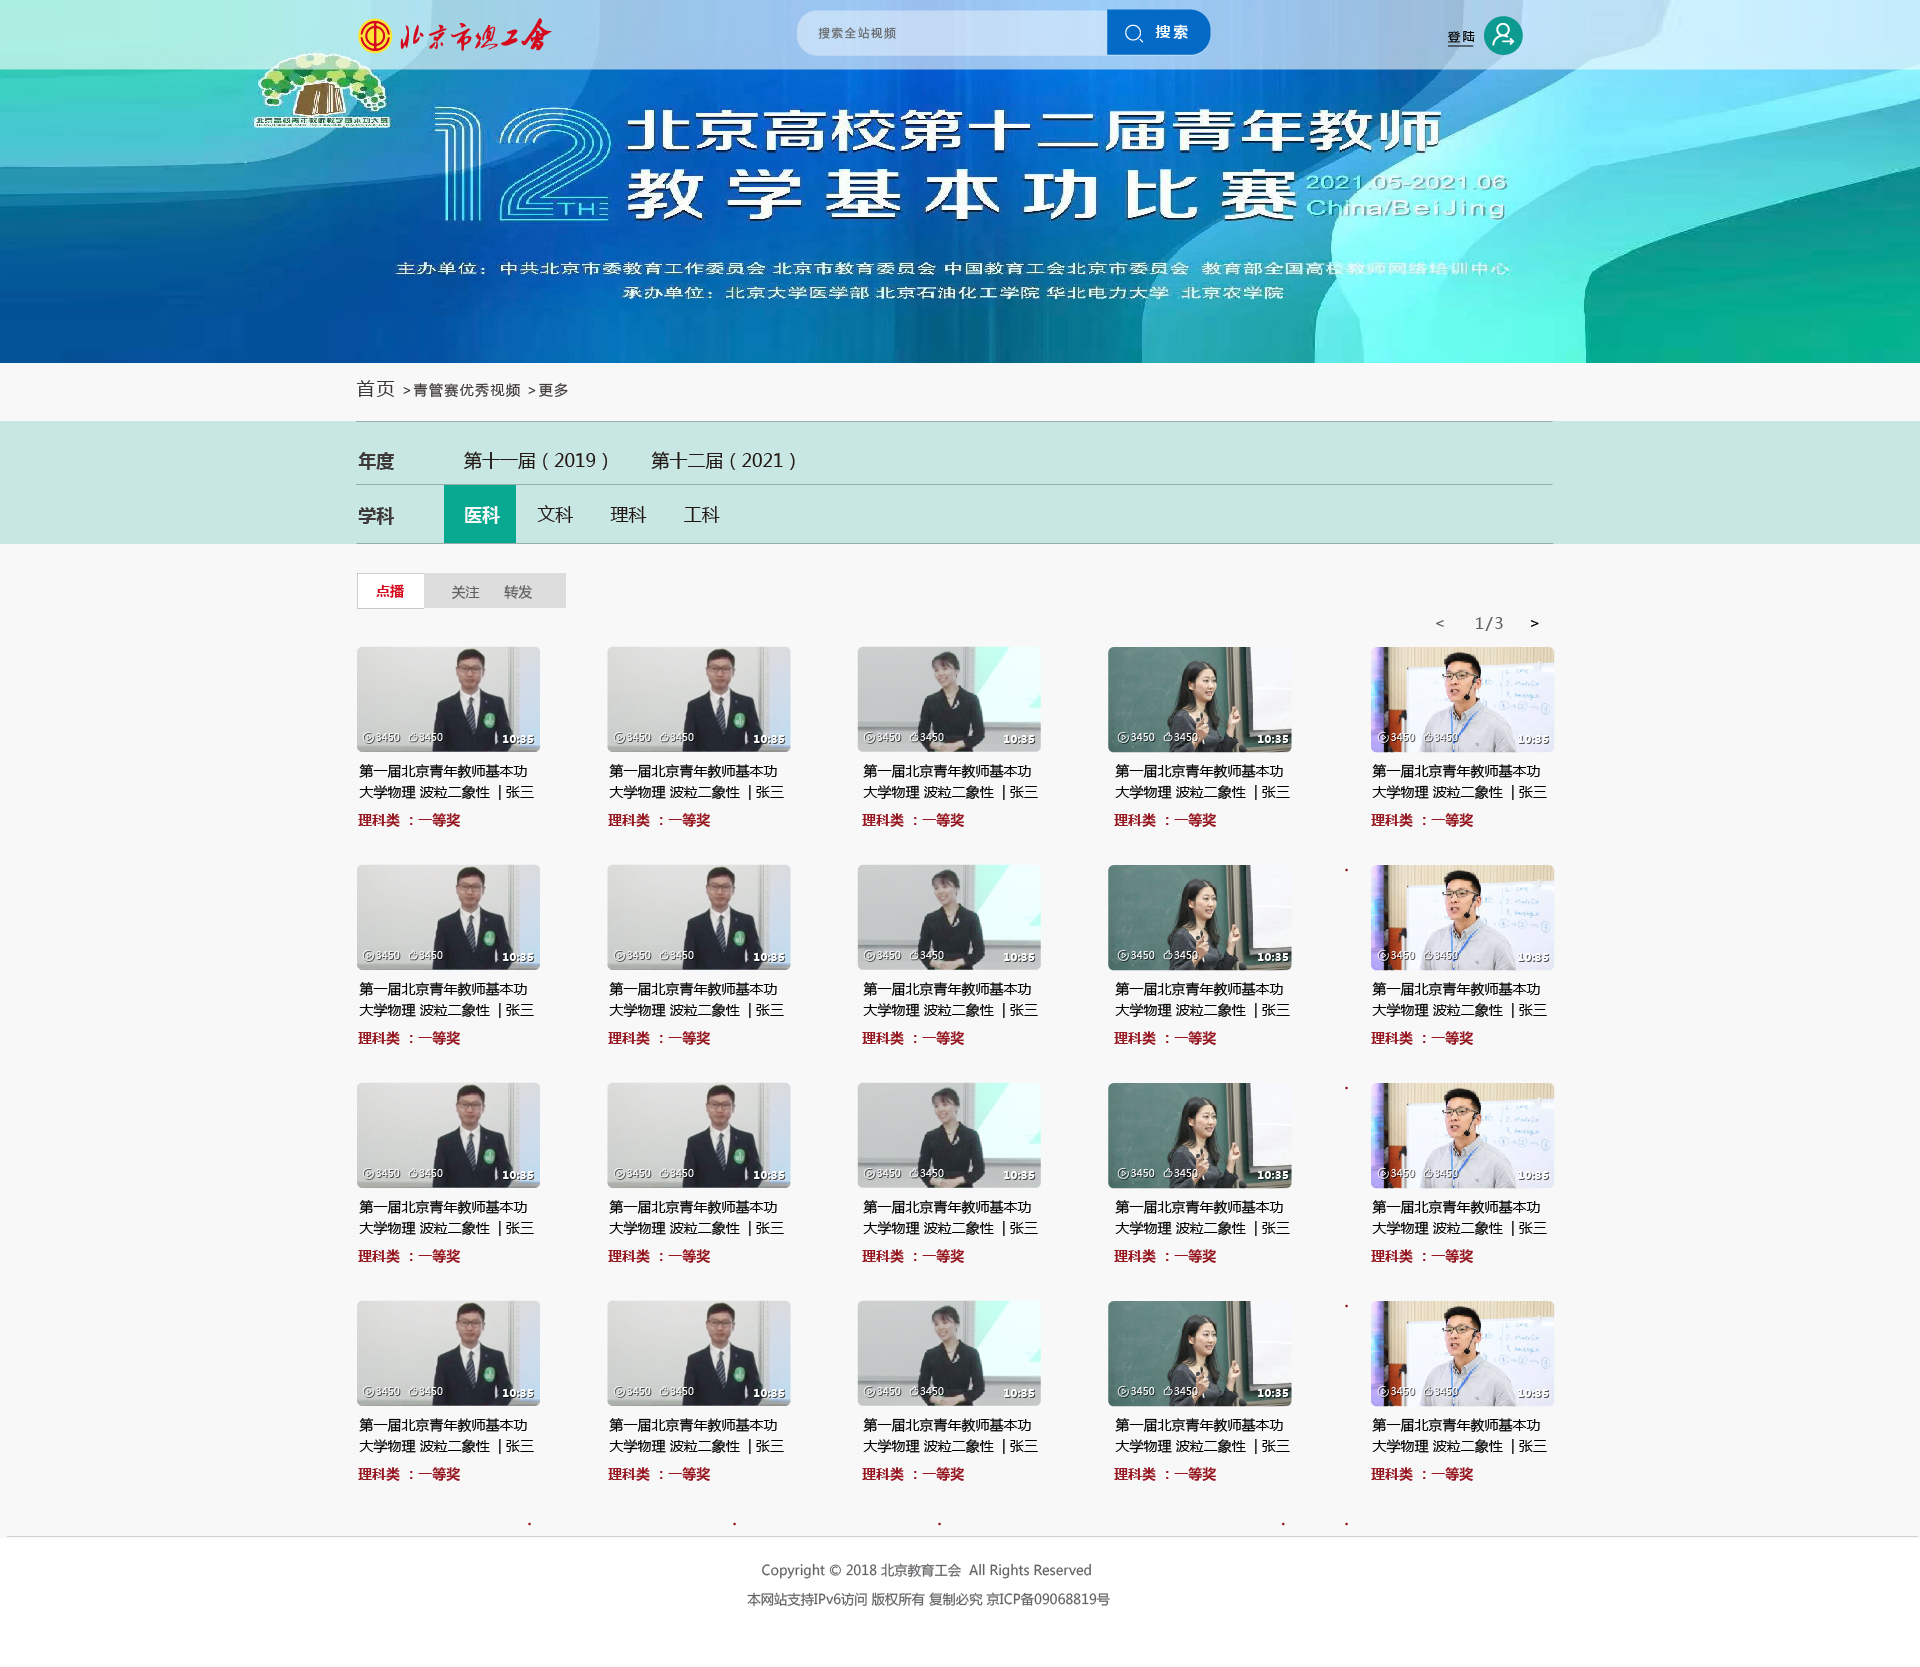 北京市总工会
搜索全站视频
搜索
登陆
北京高校青年教师教学基本功大赛
12TH
北京高校第十二届青年教师
教学基本功比赛
2021.05-2021.06
China/BeiJing
主办单位：中共北京市委教育工作委员会 北京市教育委员会 中国教育工会北京市委员会 教育部全国高校教师网络培训中心
承办单位：北京大学医学部 北京石油化工学院 华北电力大学 北京农学院
首页 >青管赛优秀视频 >更多
年度 第十一届（2019） 第十二届（2021）
学科 医科 文科 理科 工科
点播 关注 转发
< 1/3 >
3450 3450 10:35
3450 3450 10:35
3450 3450 10:35
3450 3450 10:35
3450 3450 10:35
第一届北京青年教师基本功
大学物理 波粒二象性 | 张三
理科类 ：一等奖
第一届北京青年教师基本功
大学物理 波粒二象性 | 张三
理科类 ：一等奖
第一届北京青年教师基本功
大学物理 波粒二象性 | 张三
理科类 ：一等奖
第一届北京青年教师基本功
大学物理 波粒二象性 | 张三
理科类 ：一等奖
第一届北京青年教师基本功
大学物理 波粒二象性 | 张三
理科类 ：一等奖
3450 3450 10:35
3450 3450 10:35
3450 3450 10:35
3450 3450 10:35
3450 3450 10:35
第一届北京青年教师基本功
大学物理 波粒二象性 | 张三
理科类 ：一等奖
第一届北京青年教师基本功
大学物理 波粒二象性 | 张三
理科类 ：一等奖
第一届北京青年教师基本功
大学物理 波粒二象性 | 张三
理科类 ：一等奖
第一届北京青年教师基本功
大学物理 波粒二象性 | 张三
理科类 ：一等奖
第一届北京青年教师基本功
大学物理 波粒二象性 | 张三
理科类 ：一等奖
3450 3450 10:35
3450 3450 10:35
3450 3450 10:35
3450 3450 10:35
3450 3450 10:35
第一届北京青年教师基本功
大学物理 波粒二象性 | 张三
理科类 ：一等奖
第一届北京青年教师基本功
大学物理 波粒二象性 | 张三
理科类 ：一等奖
第一届北京青年教师基本功
大学物理 波粒二象性 | 张三
理科类 ：一等奖
第一届北京青年教师基本功
大学物理 波粒二象性 | 张三
理科类 ：一等奖
第一届北京青年教师基本功
大学物理 波粒二象性 | 张三
理科类 ：一等奖
3450 3450 10:35
3450 3450 10:35
3450 3450 10:35
3450 3450 10:35
3450 3450 10:35
第一届北京青年教师基本功
大学物理 波粒二象性 | 张三
理科类 ：一等奖
第一届北京青年教师基本功
大学物理 波粒二象性 | 张三
理科类 ：一等奖
第一届北京青年教师基本功
大学物理 波粒二象性 | 张三
理科类 ：一等奖
第一届北京青年教师基本功
大学物理 波粒二象性 | 张三
理科类 ：一等奖
第一届北京青年教师基本功
大学物理 波粒二象性 | 张三
理科类 ：一等奖
Copyright © 2018 北京教育工会 All Rights Reserved
本网站支持IPv6访问 版权所有 复制必究 京ICP备09068819号